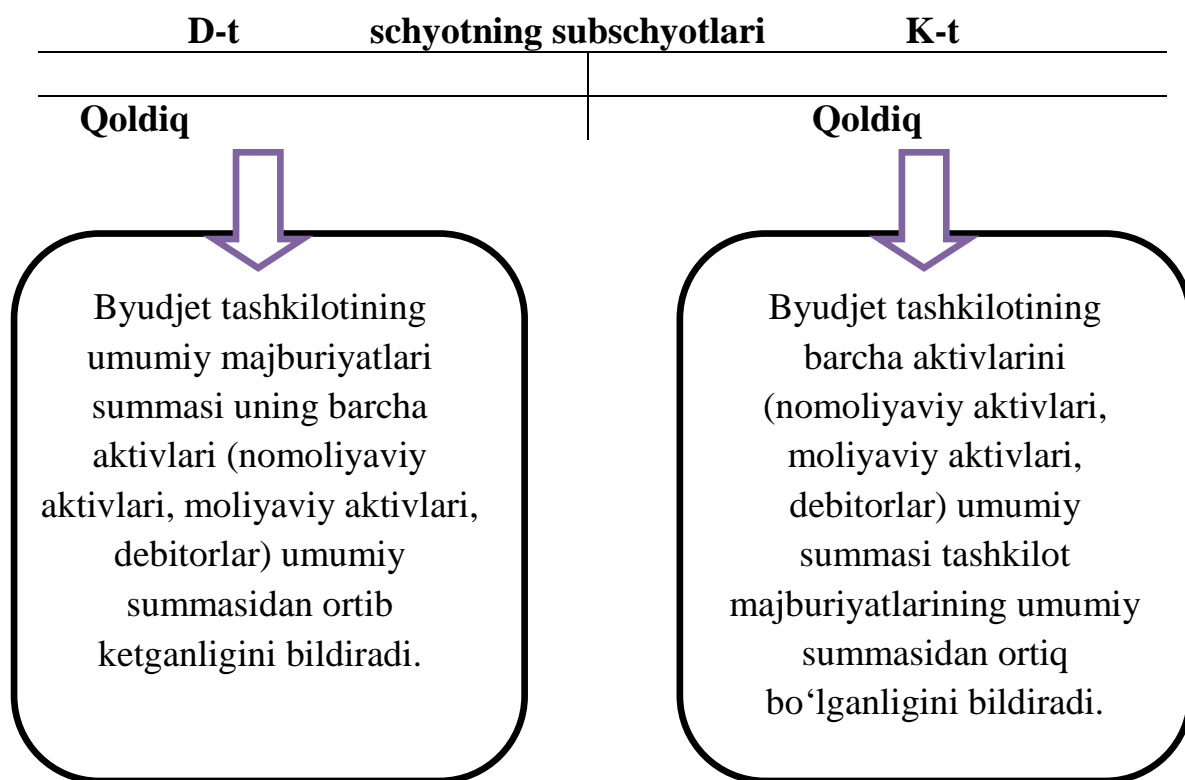 D-t schyotning subschyotlari K-t
Qoldiq Qoldiq
Byudjet tashkilotining
umumiy majburiyatlari
summasi uning barcha
aktivlari (nomoliyaviy
aktivlari, moliyaviy aktivlari,
debitorlar) umumiy
summasidan ortib
ketganligini bildiradi.
Byudjet tashkilotining
barcha aktivlarini
(nomoliyaviy aktivlari,
moliyaviy aktivlari,
debitorlar) umumiy
summasi tashkilot
majburiyatlarining umumiy
summasidan ortiq
bo‘lganligini bildiradi.